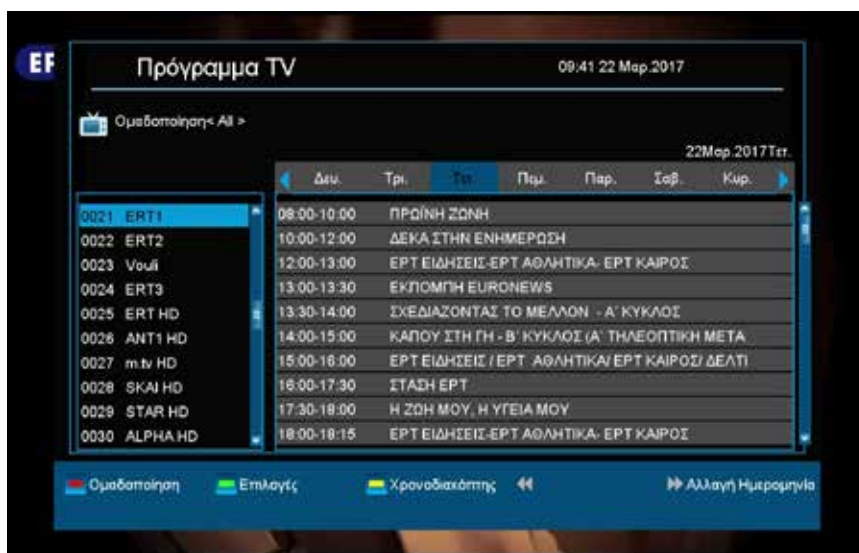 EF
Πρόγραμμα TV 09:41 22 Μαρ.2017
Ομαδοποίηση< All >
22Μαρ.2017Τετ.
Δευ. Τρι. Τετ. Πεμ. Παρ. Σαβ. Κυρ.
0021 ERT1
0022 ERT2
0023 Vouli
0024 ERT3
0025 ERT HD
0026 ANT1 HD
0027 m.tv HD
0028 SKAI HD
0029 STAR HD
0030 ALPHA HD
08:00-10:00 ΠΡΩΪΝΗ ΖΩΝΗ
10:00-12:00 ΔΕΚΑ ΣΤΗΝ ΕΝΗΜΕΡΩΣΗ
12:00-13:00 ΕΡΤ ΕΙΔΗΣΕΙΣ-ΕΡΤ ΑΘΛΗΤΙΚΑ- ΕΡΤ ΚΑΙΡΟΣ
13:00-13:30 ΕΚΠΟΜΠΗ EURONEWS
13:30-14:00 ΣΧΕΔΙΑΖΟΝΤΑΣ ΤΟ ΜΕΛΛΟΝ - Α' ΚΥΚΛΟΣ
14:00-15:00 ΚΑΠΟΥ ΣΤΗ ΓΗ - Β' ΚΥΚΛΟΣ (Α' ΤΗΛΕΟΠΤΙΚΗ ΜΕΤΑ
15:00-16:00 ΕΡΤ ΕΙΔΗΣΕΙΣ / ΕΡΤ ΑΘΛΗΤΙΚΑ/ ΕΡΤ ΚΑΙΡΟΣ/ ΔΕΛΤΙ
16:00-17:30 ΣΤΑΣΗ ΕΡΤ
17:30-18:00 Η ΖΩΗ ΜΟΥ, Η ΥΓΕΙΑ ΜΟΥ
18:00-18:15 ΕΡΤ ΕΙΔΗΣΕΙΣ-ΕΡΤ ΑΘΛΗΤΙΚΑ- ΕΡΤ ΚΑΙΡΟΣ
Ομαδοποίηση Επιλογές Χρονοδιακόπτης Αλλαγή Ημερομηνία